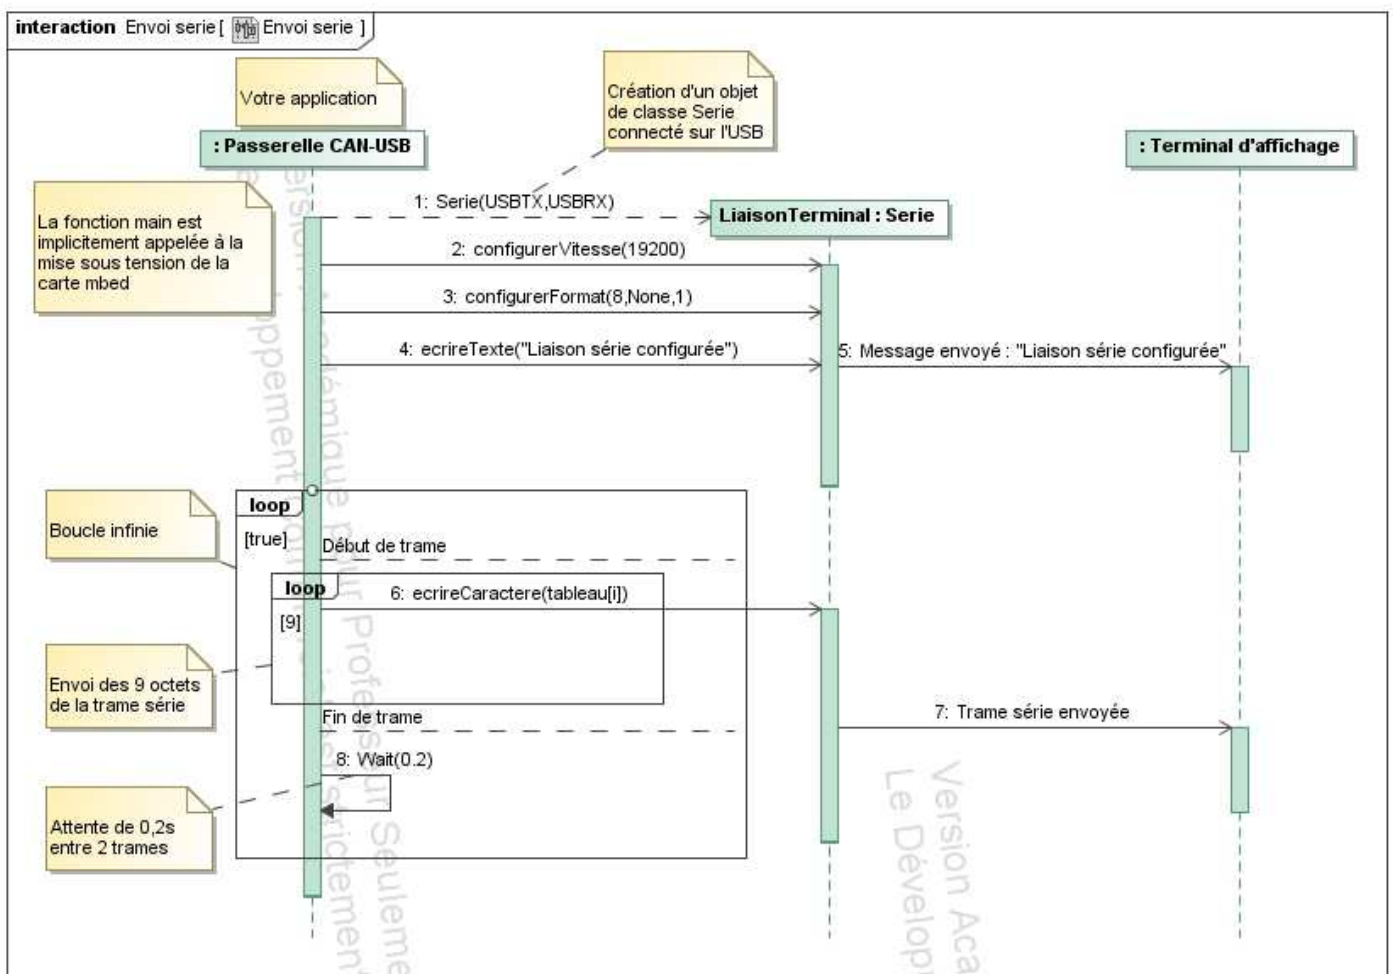 interaction Envoi serie [ Envoi serie ]
Votre application
Création d'un objet
de classe Serie
connecté sur l'USB
: Passerelle CAN-USB
: Terminal d'affichage
La fonction main est
implicitement appelée à la
mise sous tension de la
carte mbed
1: Serie(USBTX,USBRX)
LiaisonTerminal : Serie
2: configurerVitesse(19200)
3: configurerFormat(8,None,1)
4: ecrireTexte("Liaison série configurée")
5: Message envoyé : "Liaison série configurée"
Boucle infinie
loop
[true]
Début de trame
loop
[9]
6: ecrireCaractere(tableau[i])
Envoi des 9 octets
de la trame série
Fin de trame
7: Trame série envoyée
8: Wait(0.2)
Attente de 0,2s
entre 2 trames
Version Académique pour Professeur Seuleme
Version Aca
Le Dévelop